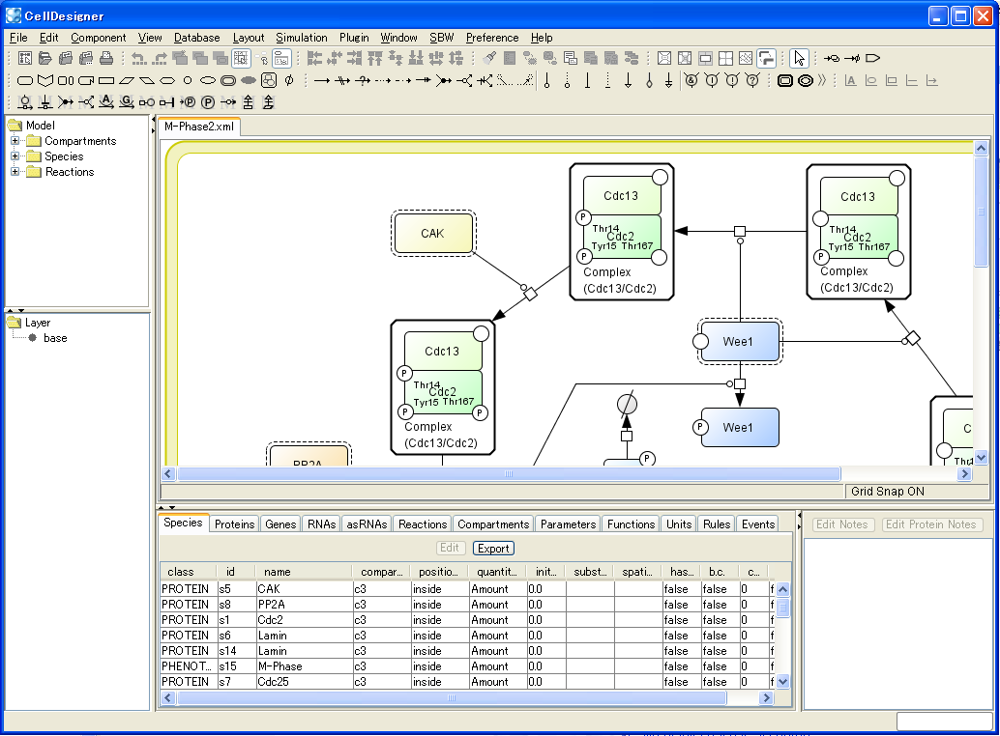 CellDesigner
File Edit Component View Database Layout Simulation Plugin Window SBW Preference Help
Model
Compartments
Species
Reactions
Layer
base
M-Phase2.xml
CAK
Cdc13
P
Thr14
Cdc2
Tyr15 Thr167
P
Complex
(Cdc13/Cdc2)
Cdc13
Thr14
Cdc2
Tyr15 Thr167
P
Complex
(Cdc13/Cdc2)
Cdc13
P
Thr14
Cdc2
Tyr15 Thr167
P P
Complex
(Cdc13/Cdc2)
Wee1
P
Wee1
P
PP2A
C
Thr1
Grid Snap ON
Species Proteins Genes RNAs asRNAs Reactions Compartments Parameters Functions Units Rules Events
Edit Export
class id name compar... positio... quantit... init... subst... spati... has... b.c. c...
PROTEIN s5 CAK c3 inside Amount 0.0 false false 0 f
PROTEIN s8 PP2A c3 inside Amount 0.0 false false 0 f
PROTEIN s1 Cdc2 c3 inside Amount 0.0 false false 0 f
PROTEIN s6 Lamin c3 inside Amount 0.0 false false 0 f
PROTEIN s14 Lamin c3 inside Amount 0.0 false false 0 f
PHENOT... s15 M-Phase c3 inside Amount 0.0 false false 0 f
PROTEIN s7 Cdc25 c3 inside Amount 0.0 false false 0 f
Edit Notes Edit Protein Notes